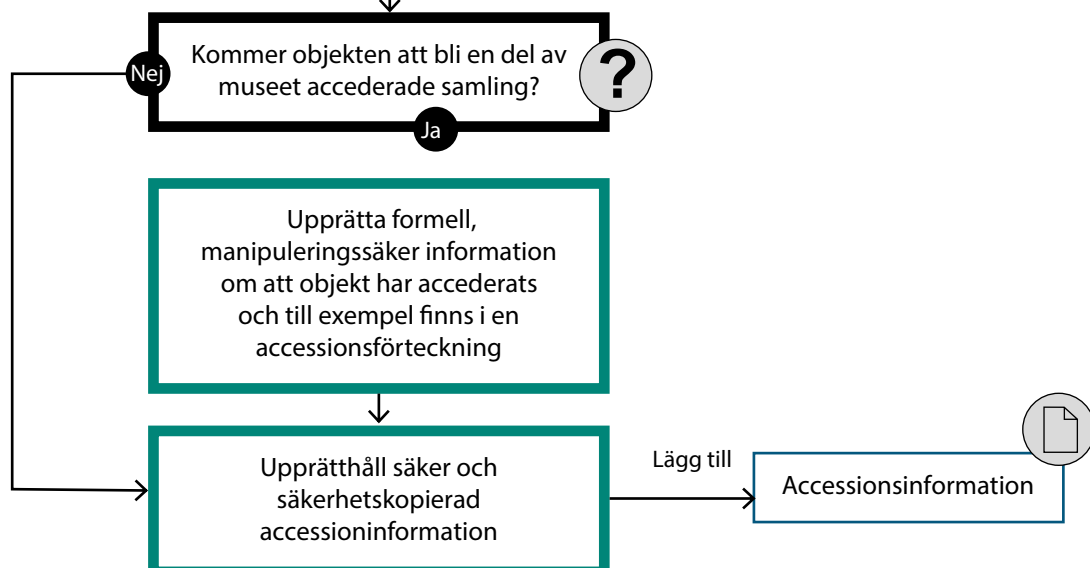 Kommer objekten att bli en del av
museet accederade samling?
?
Nej
Ja
Upprätta formell,
manipuleringssäker information
om att objekt har accederats
och till exempel finns i en
accessionsförteckning
Upprätthåll säker och
säkerhetskopierad
accessioninformation
Lägg till
Accessionsinformation